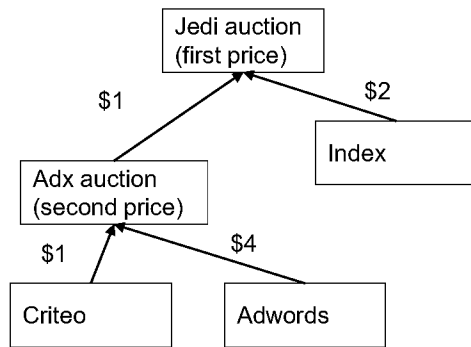 Jedi auction
(first price)
$1
$2
Index
Adx auction
(second price)
$1
$4
Criteo
Adwords